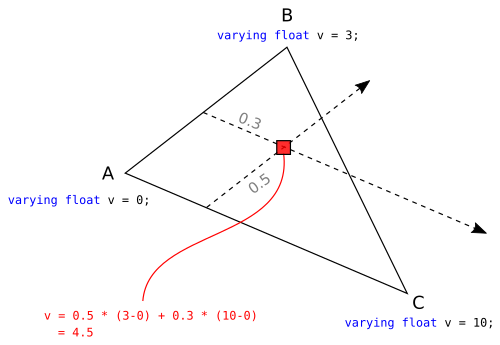 B
varying float v = 3;
0.3
A
0.5
varying float v = 0;
C
v = 0.5 * (3-0) + 0.3 * (10-0)
= 4.5
varying float v = 10;